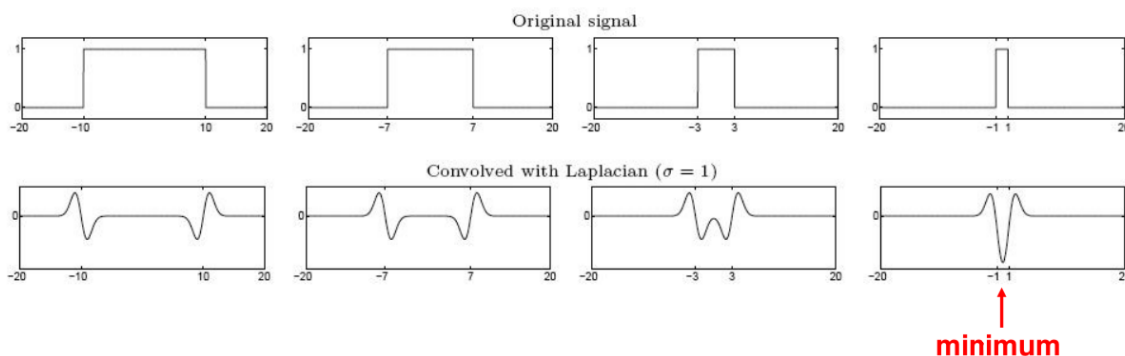 Original signal
1 1 1 1
0 0 0 0
−20 −10 10 20 −20 −7 7 20 −20 −3 3 20 −20 −1 1
Convolved with Laplacian (σ = 1)
0 0 0 0
−20 −10 10 20 −20 −7 7 20 −20 −3 3 20 −20 −1 1
minimum